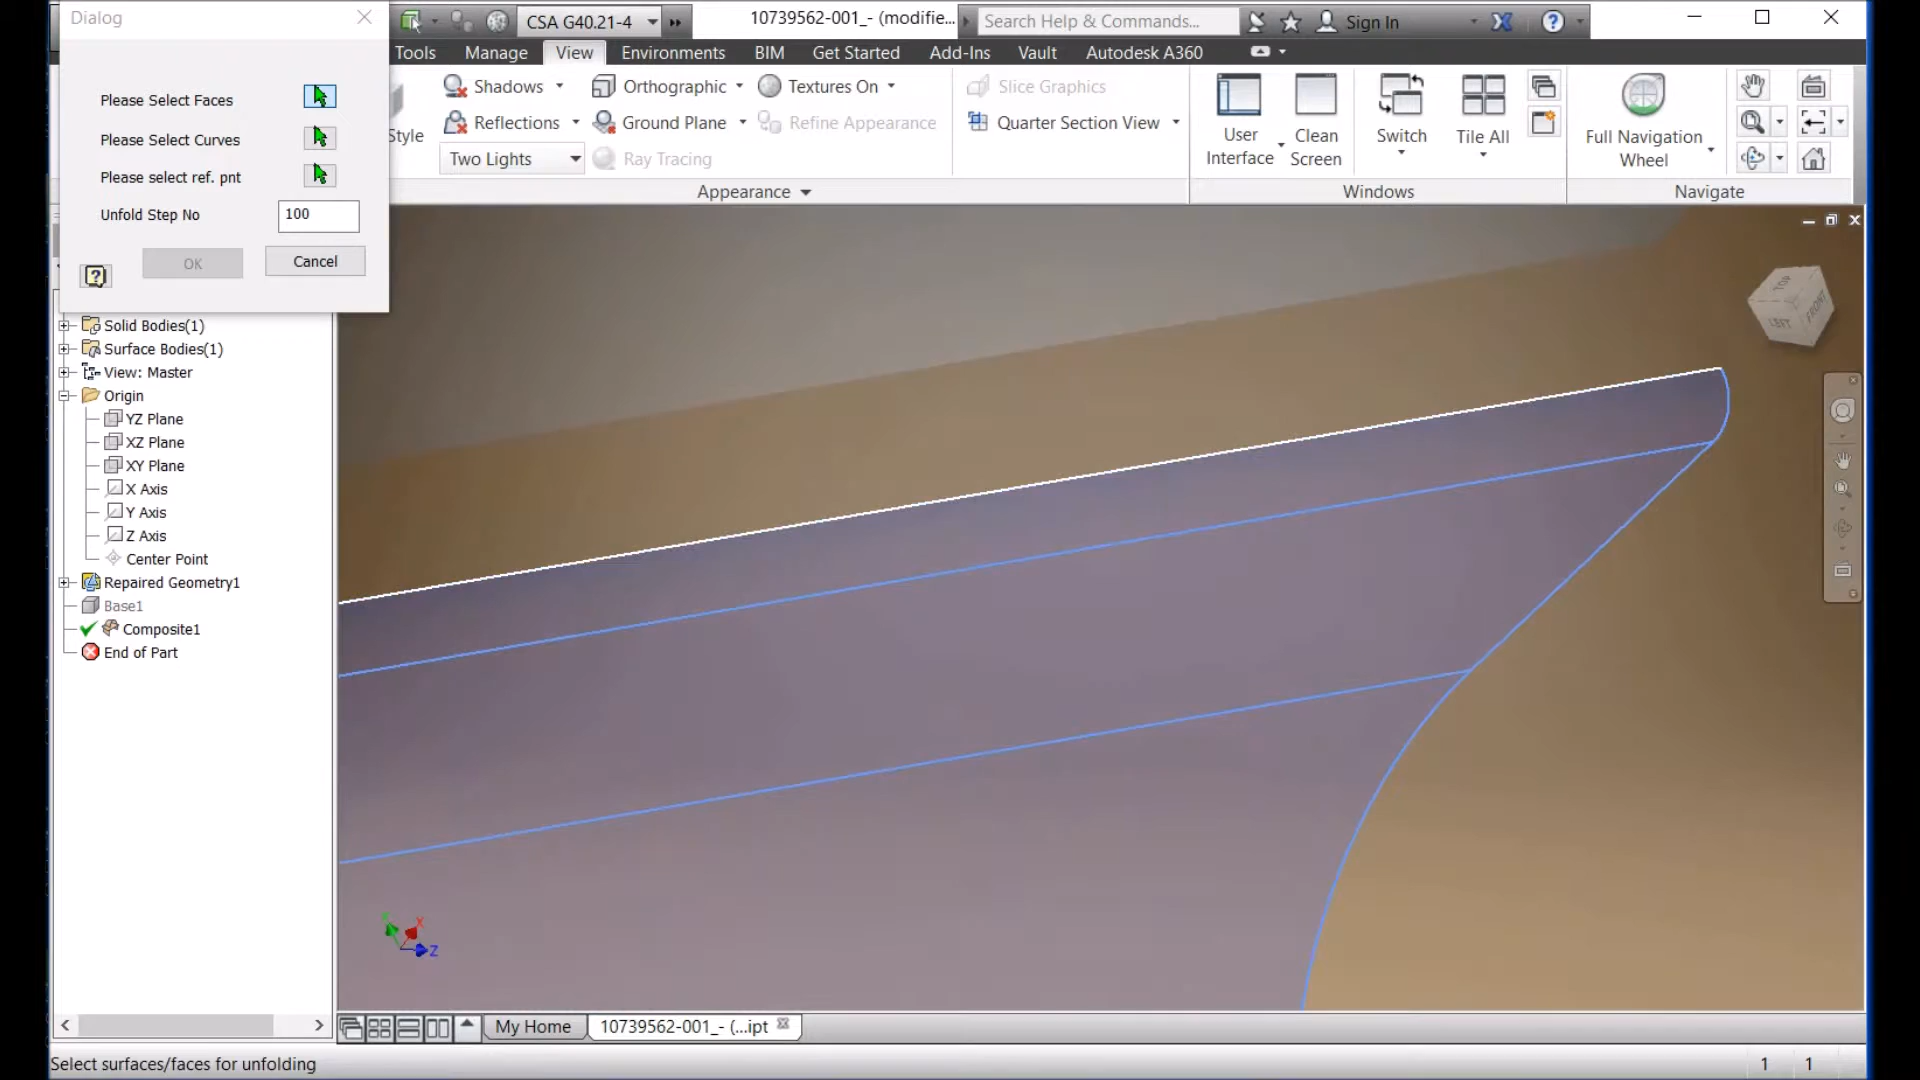 Dialog
CSA G40.21-4
10739562-001_- (modifie...
Search Help & Commands...
Sign In
Tools
Manage
View
Environments
BIM
Get Started
Add-Ins
Vault
Autodesk A360
Please Select Faces
Please Select Curves
Please select ref. pnt
Unfold Step No
100
OK
Cancel
Style
Shadows
Reflections
Two Lights
Orthographic
Ground Plane
Ray Tracing
Textures On
Refine Appearance
Appearance
Slice Graphics
Quarter Section View
User
Interface
Clean
Screen
Switch
Tile All
Windows
Full Navigation
Wheel
Navigate
Solid Bodies(1)
Surface Bodies(1)
View: Master
Origin
YZ Plane
XZ Plane
XY Plane
X Axis
Y Axis
Z Axis
Center Point
Repaired Geometry1
Base1
Composite1
End of Part
TOP
LEFT
FRONT
X
Z
My Home
10739562-001_- (...ipt
Select surfaces/faces for unfolding
1
1